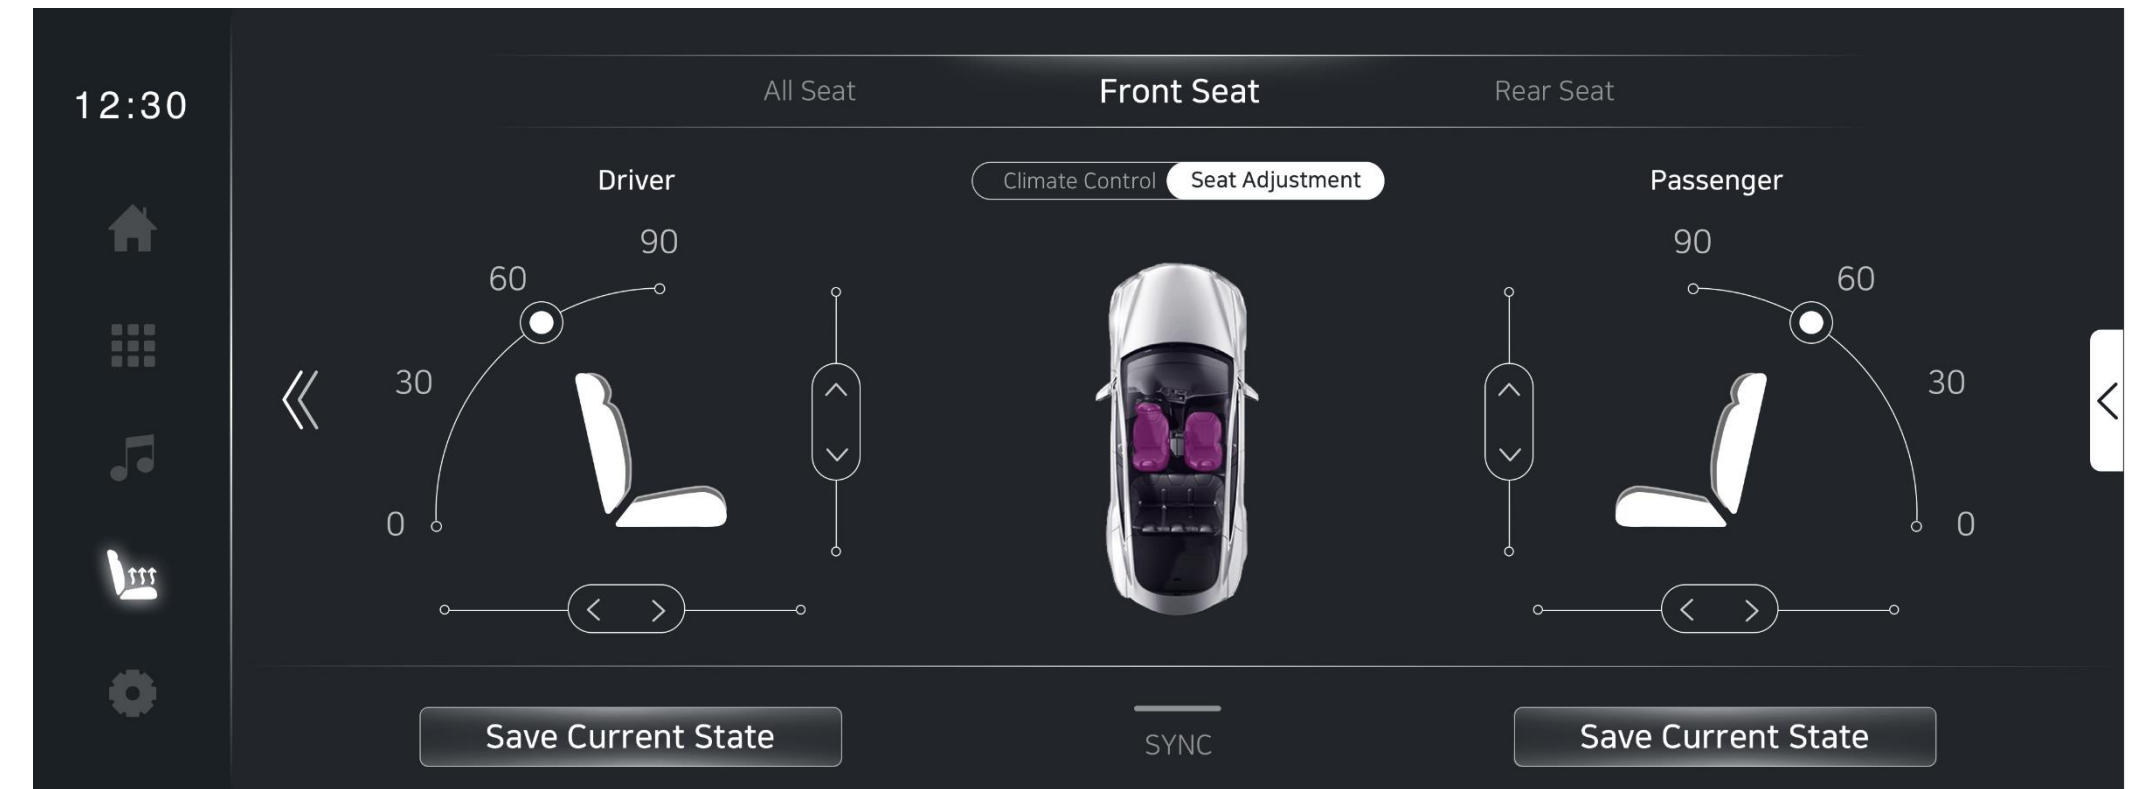 12:30
All Seat
Front Seat
Rear Seat
Driver
Climate Control
Seat Adjustment
Passenger
90
60
30
0
90
60
30
0
Save Current State
SYNC
Save Current State